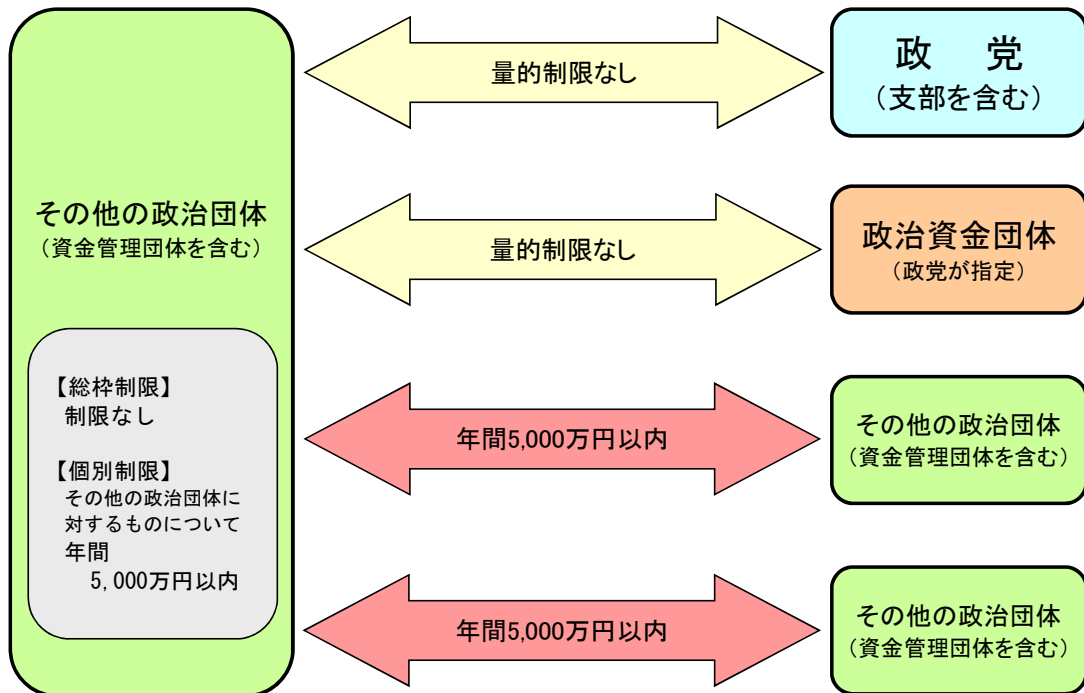 その他の政治団体
（資金管理団体を含む）
【総枠制限】
制限なし
【個別制限】
その他の政治団体に
対するものについて
年間
5,000万円以内
量的制限なし
政　党
（支部を含む）
量的制限なし
政治資金団体
（政党が指定）
年間5,000万円以内
その他の政治団体
（資金管理団体を含む）
年間5,000万円以内
その他の政治団体
（資金管理団体を含む）